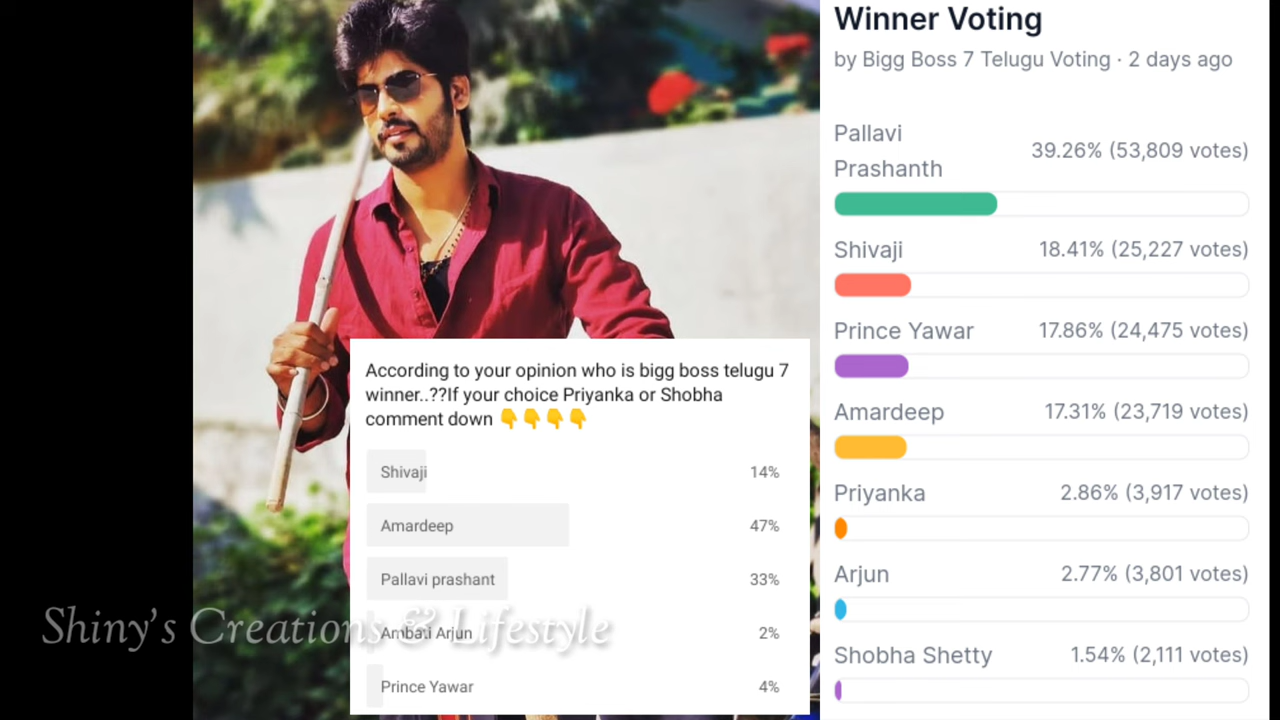 Winner Voting
by Bigg Boss 7 Telugu Voting · 2 days ago
Pallavi
Prashanth 39.26% (53,809 votes)
Shivaji 18.41% (25,227 votes)
Prince Yawar 17.86% (24,475 votes)
Amardeep 17.31% (23,719 votes)
Priyanka 2.86% (3,917 votes)
Arjun 2.77% (3,801 votes)
Shobha Shetty 1.54% (2,111 votes)
According to your opinion who is bigg boss telugu 7
winner..??If your choice Priyanka or Shobha
comment down 👇👇👇👇
Shivaji 14%
Amardeep 47%
Pallavi prashant 33%
Ambati Arjun 2%
Prince Yawar 4%
Shiny's Creations & Lifestyle